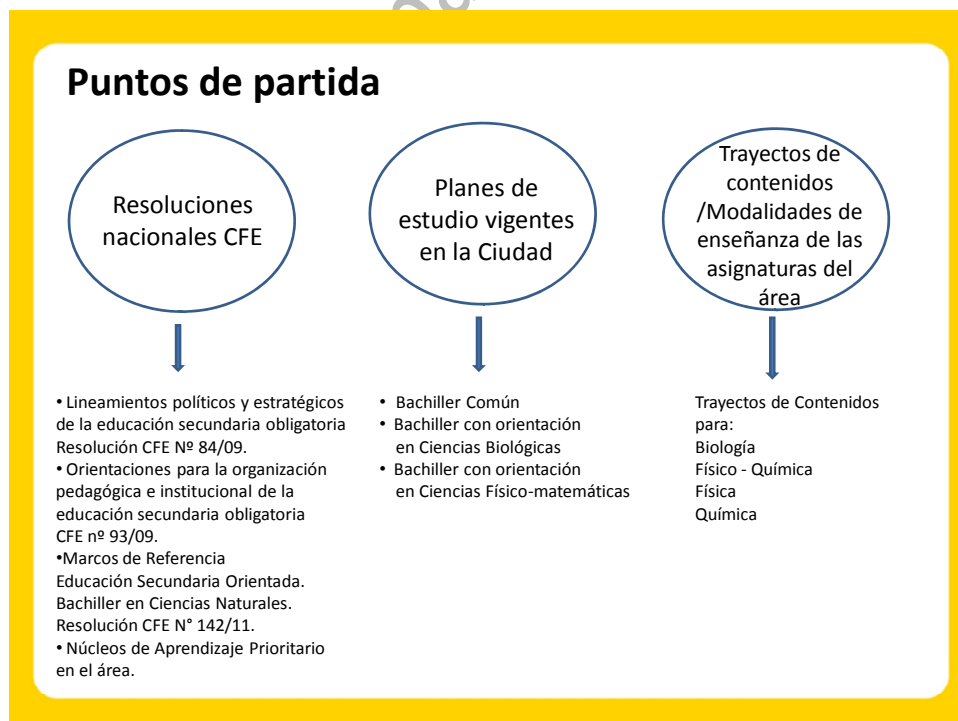 Puntos de partida
Resoluciones
nacionales CFE
Planes de
estudio vigentes
en la Ciudad
Trayectos de
contenidos
/Modalidades de
enseñanza de las
asignaturas del
área
• Lineamientos políticos y estratégicos
de la educación secundaria obligatoria
Resolución CFE Nº 84/09.
• Orientaciones para la organización
pedagógica e institucional de la
educación secundaria obligatoria
CFE nº 93/09.
•Marcos de Referencia
Educación Secundaria Orientada.
Bachiller en Ciencias Naturales.
Resolución CFE N° 142/11.
• Núcleos de Aprendizaje Prioritario
en el área.
• Bachiller Común
• Bachiller con orientación
en Ciencias Biológicas
• Bachiller con orientación
en Ciencias Físico-matemáticas
Trayectos de Contenidos
para:
Biología
Físico - Química
Física
Química